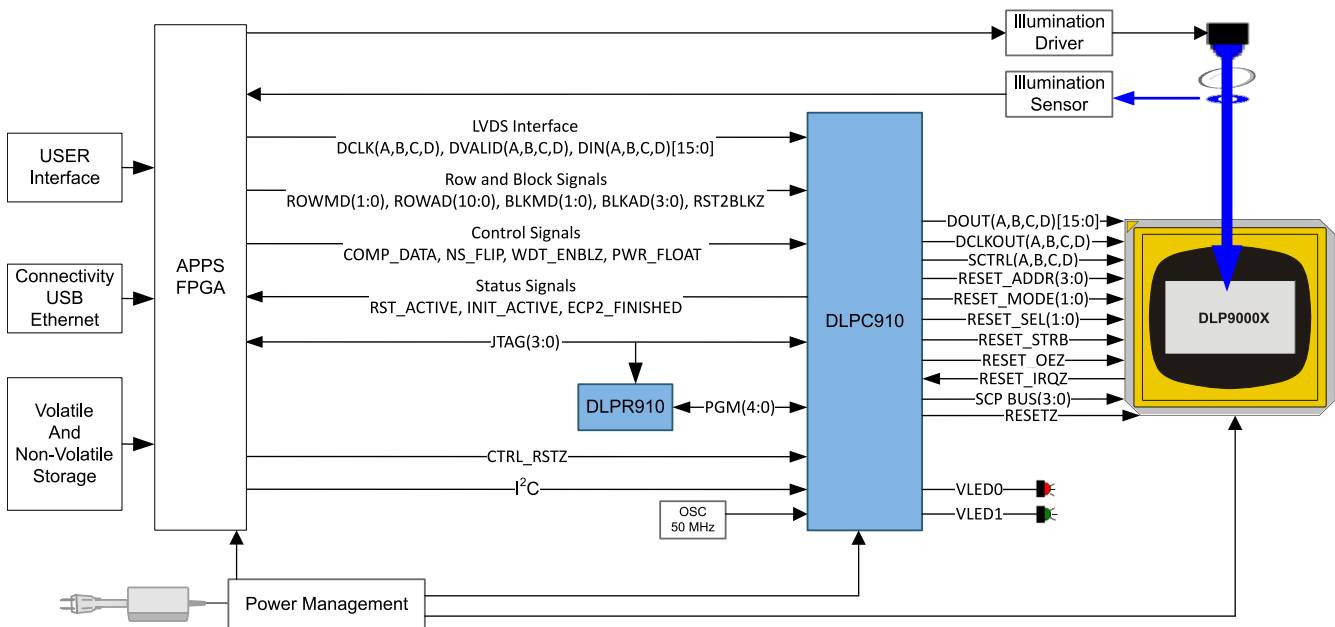 Illumination
Driver
Illumination
Sensor
USER
Interface
Connectivity
USB
Ethernet
Volatile
And
Non-Volatile
Storage
APPS
FPGA
LVDS Interface
DCLK(A,B,C,D), DVALID(A,B,C,D), DIN(A,B,C,D)[15:0]
Row and Block Signals
ROWMD(1:0), ROWAD(10:0), BLKMD(1:0), BLKAD(3:0), RST2BLKZ
Control Signals
COMP_DATA, NS_FLIP, WDT_ENBLZ, PWR_FLOAT
Status Signals
RST_ACTIVE, INIT_ACTIVE, ECP2_FINISHED
JTAG(3:0)
DLPR910
PGM(4:0)
CTRL_RSTZ
I²C
OSC
50 MHz
DLPC910
DOUT(A,B,C,D)[15:0]
DCLKOUT(A,B,C,D)
SCTRL(A,B,C,D)
RESET_ADDR(3:0)
RESET_MODE(1:0)
RESET_SEL(1:0)
RESET_STRB
RESET_OEZ
RESET_IRQZ
SCP BUS(3:0)
RESETZ
VLED0
VLED1
DLP9000X
Power Management